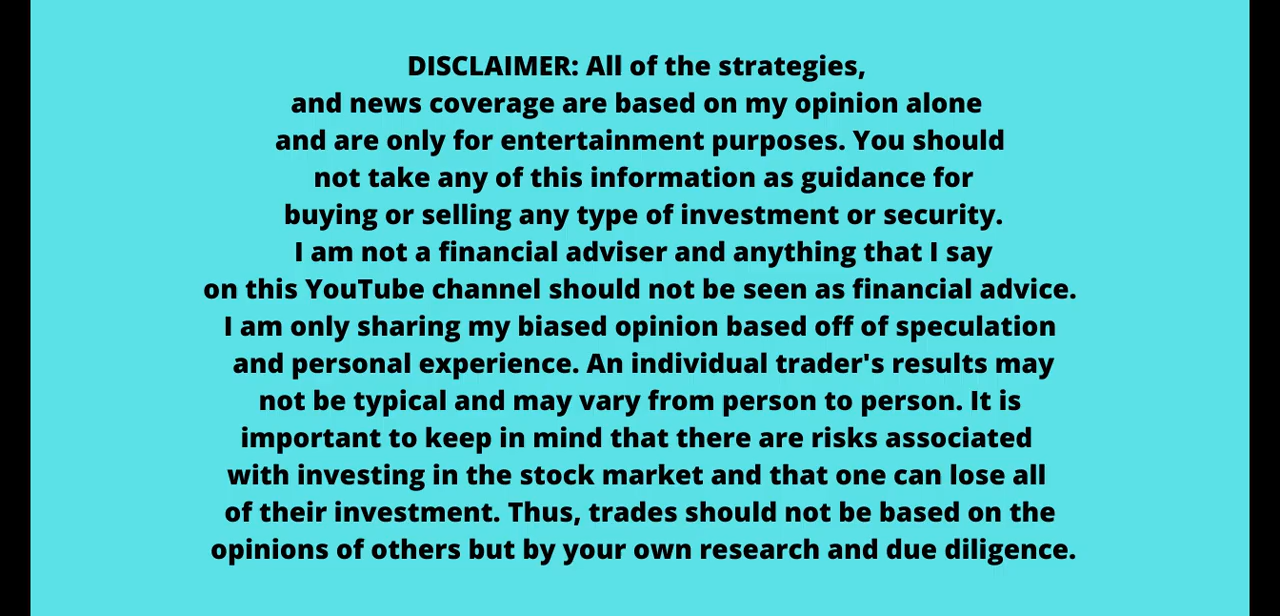 DISCLAIMER: All of the strategies,
and news coverage are based on my opinion alone
and are only for entertainment purposes. You should
not take any of this information as guidance for
buying or selling any type of investment or security.
I am not a financial adviser and anything that I say
on this YouTube channel should not be seen as financial advice.
I am only sharing my biased opinion based off of speculation
and personal experience. An individual trader's results may
not be typical and may vary from person to person. It is
important to keep in mind that there are risks associated
with investing in the stock market and that one can lose all
of their investment. Thus, trades should not be based on the
opinions of others but by your own research and due diligence.